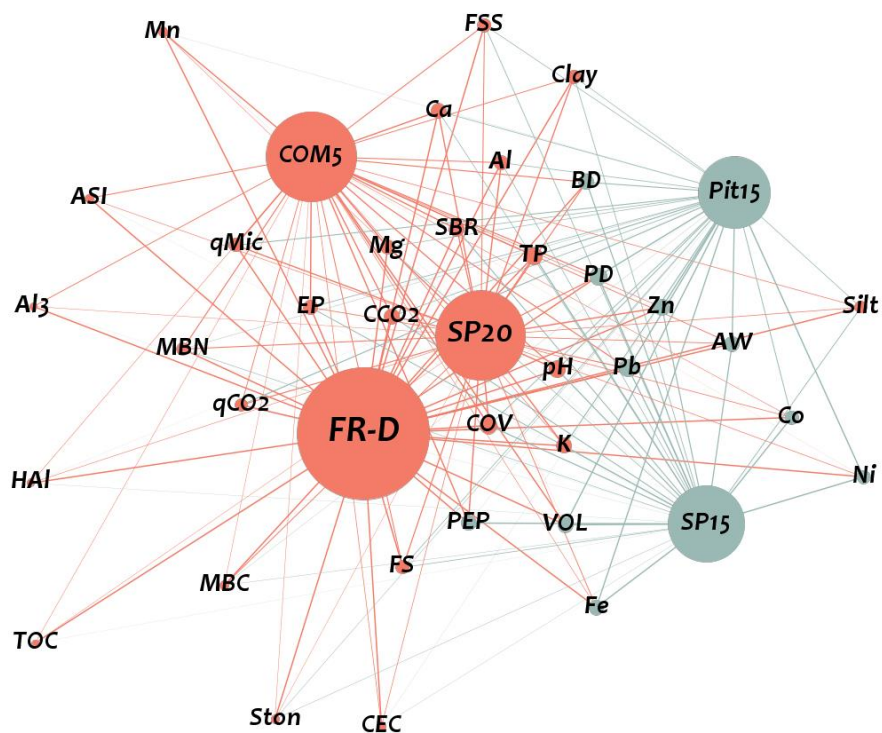 Mn
FSS
Clay
Ca
COM5
Al
BD
Pit15
ASI
qMic
Mg
SBR
TP
PD
Al3
EP
CCO2
SP20
Zn
Silt
MBN
AW
pH
Pb
qCO2
FR-D
COV
K
Co
HAl
Ni
PEP
VOL
SP15
MBC
FS
Fe
TOC
Ston
CEC